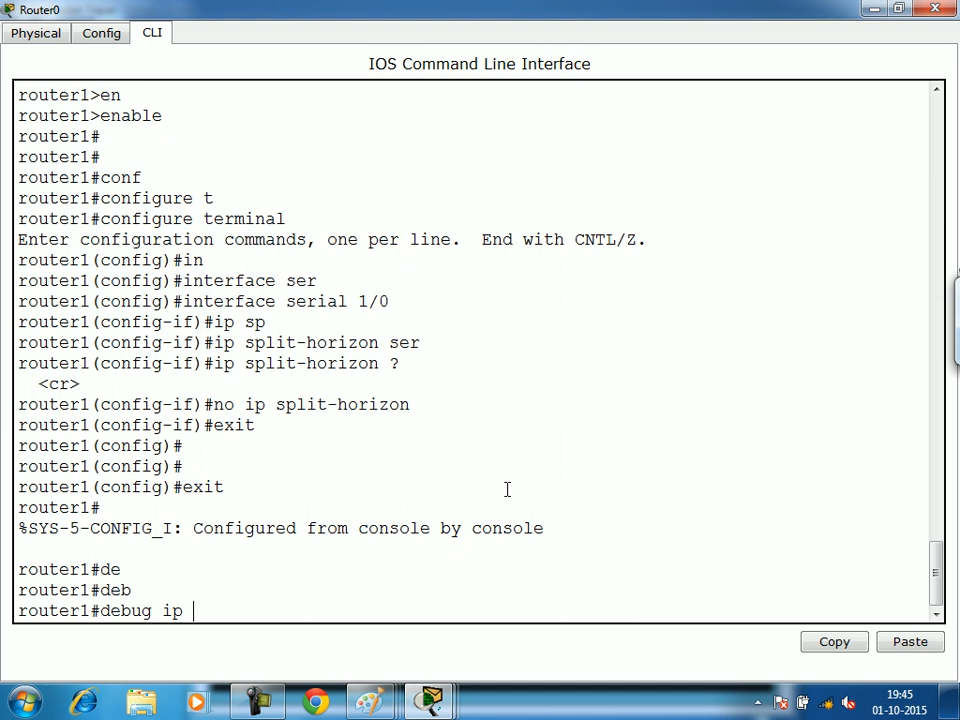 Router0
Physical
Config
CLI
IOS Command Line Interface
router1>en
router1>enable
router1#
router1#
router1#conf
router1#configure t
router1#configure terminal
Enter configuration commands, one per line.  End with CNTL/Z.
router1(config)#in
router1(config)#interface ser
router1(config)#interface serial 1/0
router1(config-if)#ip sp
router1(config-if)#ip split-horizon ser
router1(config-if)#ip split-horizon ?
  <cr>
router1(config-if)#no ip split-horizon
router1(config-if)#exit
router1(config)#
router1(config)#
router1(config)#exit
router1#
%SYS-5-CONFIG_I: Configured from console by console
router1#de
router1#deb
router1#debug ip
Copy
Paste
19:45
01-10-2015